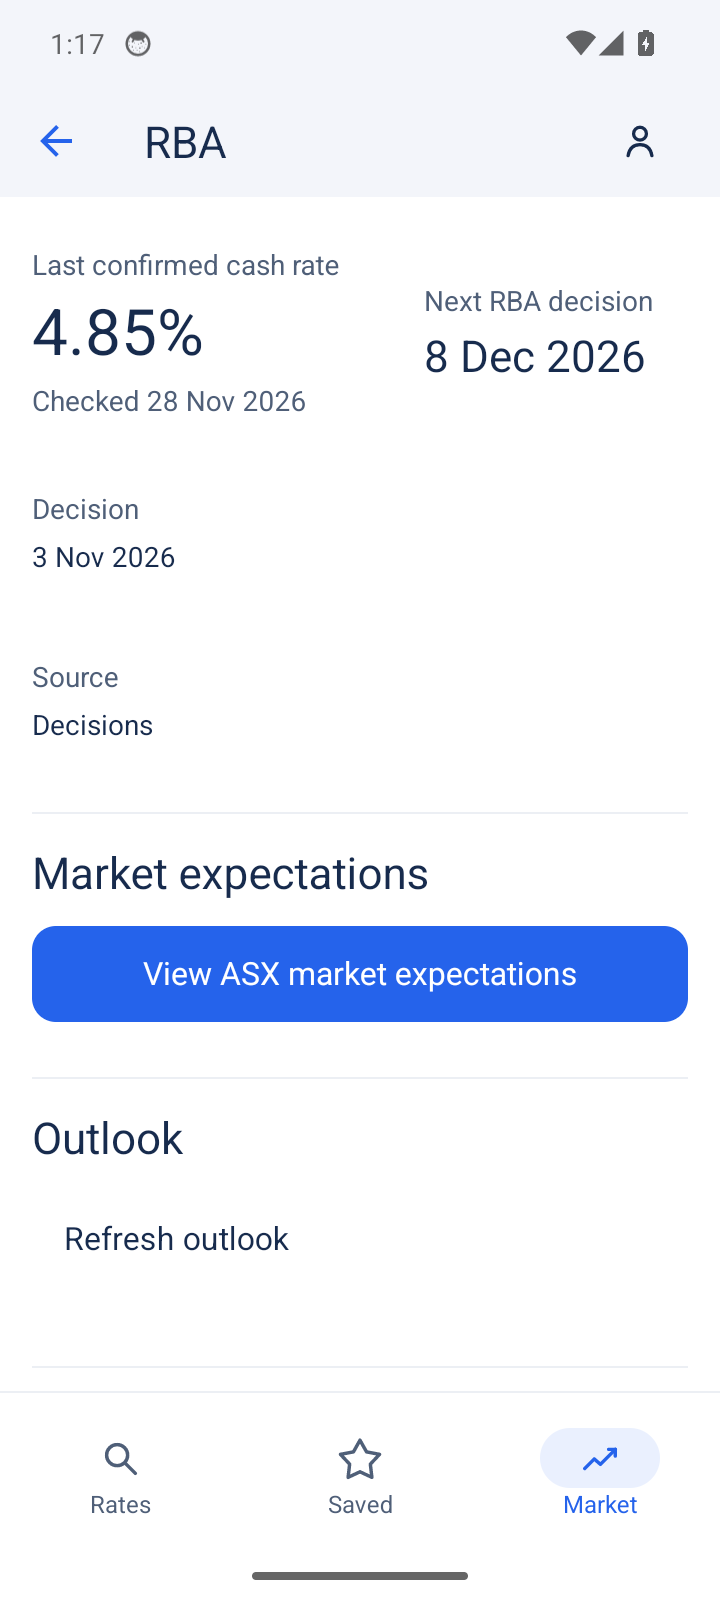 1:17
RBA
Last confirmed cash rate
4.85%
Checked 28 Nov 2026
Next RBA decision
8 Dec 2026
Decision
3 Nov 2026
Source
Decisions
Market expectations
View ASX market expectations
Outlook
Refresh outlook
Rates
Saved
Market